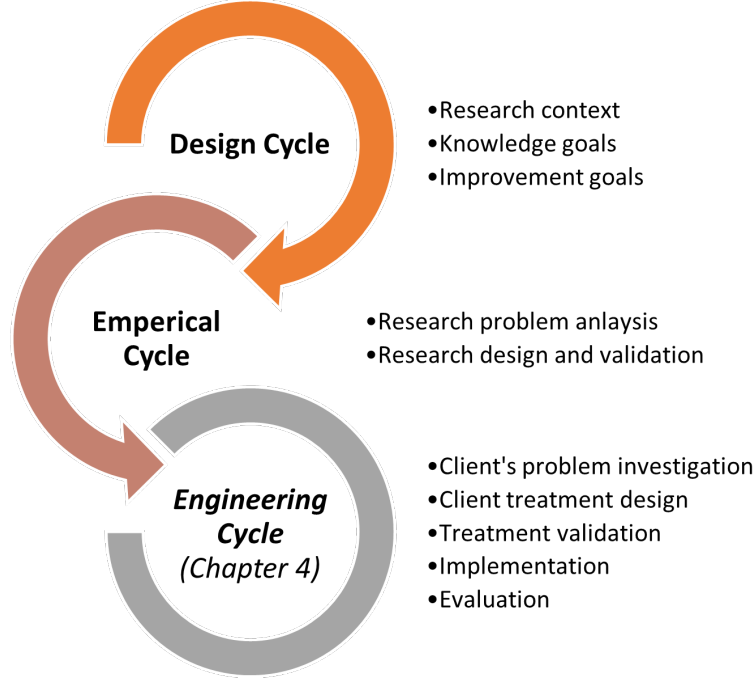 Design Cycle
•Research context
•Knowledge goals
•Improvement goals
Emperical
Cycle
•Research problem anlaysis
•Research design and validation
Engineering
Cycle
(Chapter 4)
•Client's problem investigation
•Client treatment design
•Treatment validation
•Implementation
•Evaluation